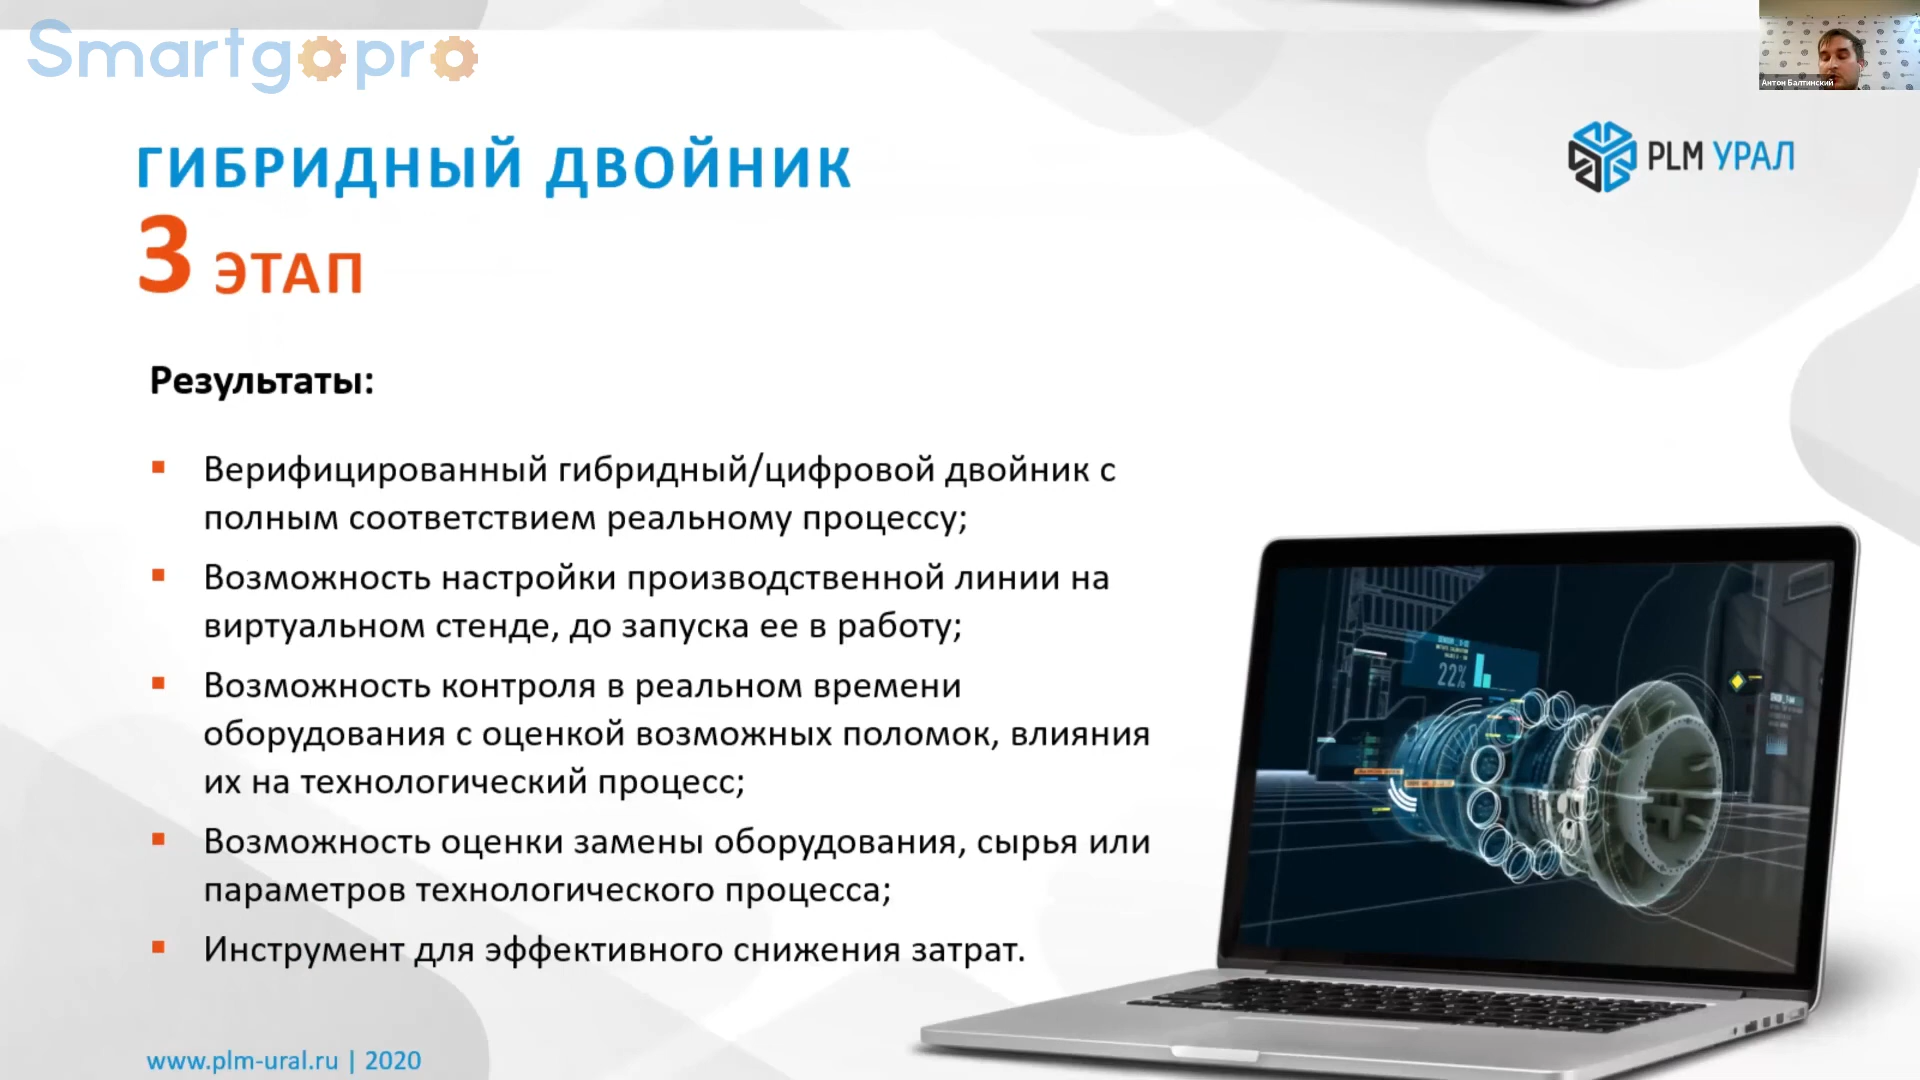 Smartgopro
Антон Балтинский
PLM УРАЛ
ГИБРИДНЫЙ ДВОЙНИК
3 ЭТАП
Результаты:
Верифицированный гибридный/цифровой двойник с
полным соответствием реальному процессу;
Возможность настройки производственной линии на
виртуальном стенде, до запуска ее в работу;
Возможность контроля в реальном времени
оборудования с оценкой возможных поломок, влияния
их на технологический процесс;
Возможность оценки замены оборудования, сырья или
параметров технологического процесса;
Инструмент для эффективного снижения затрат.
22%
www.plm-ural.ru | 2020